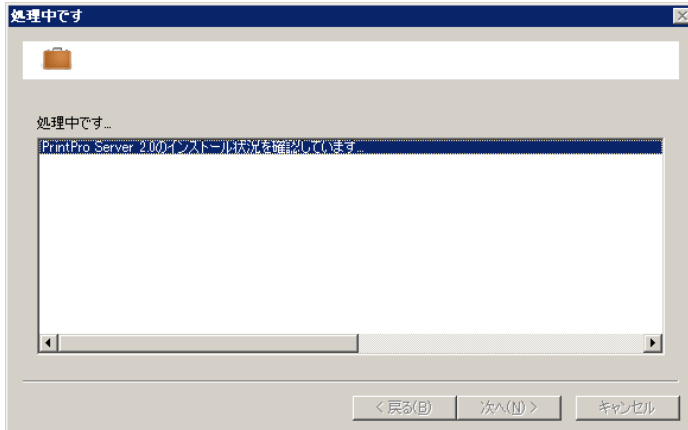 処理中です
処理中です...
PrintPro Server 2.0のインストール状況を確認しています...
< 戻る(B)
次へ(N) >
キャンセル